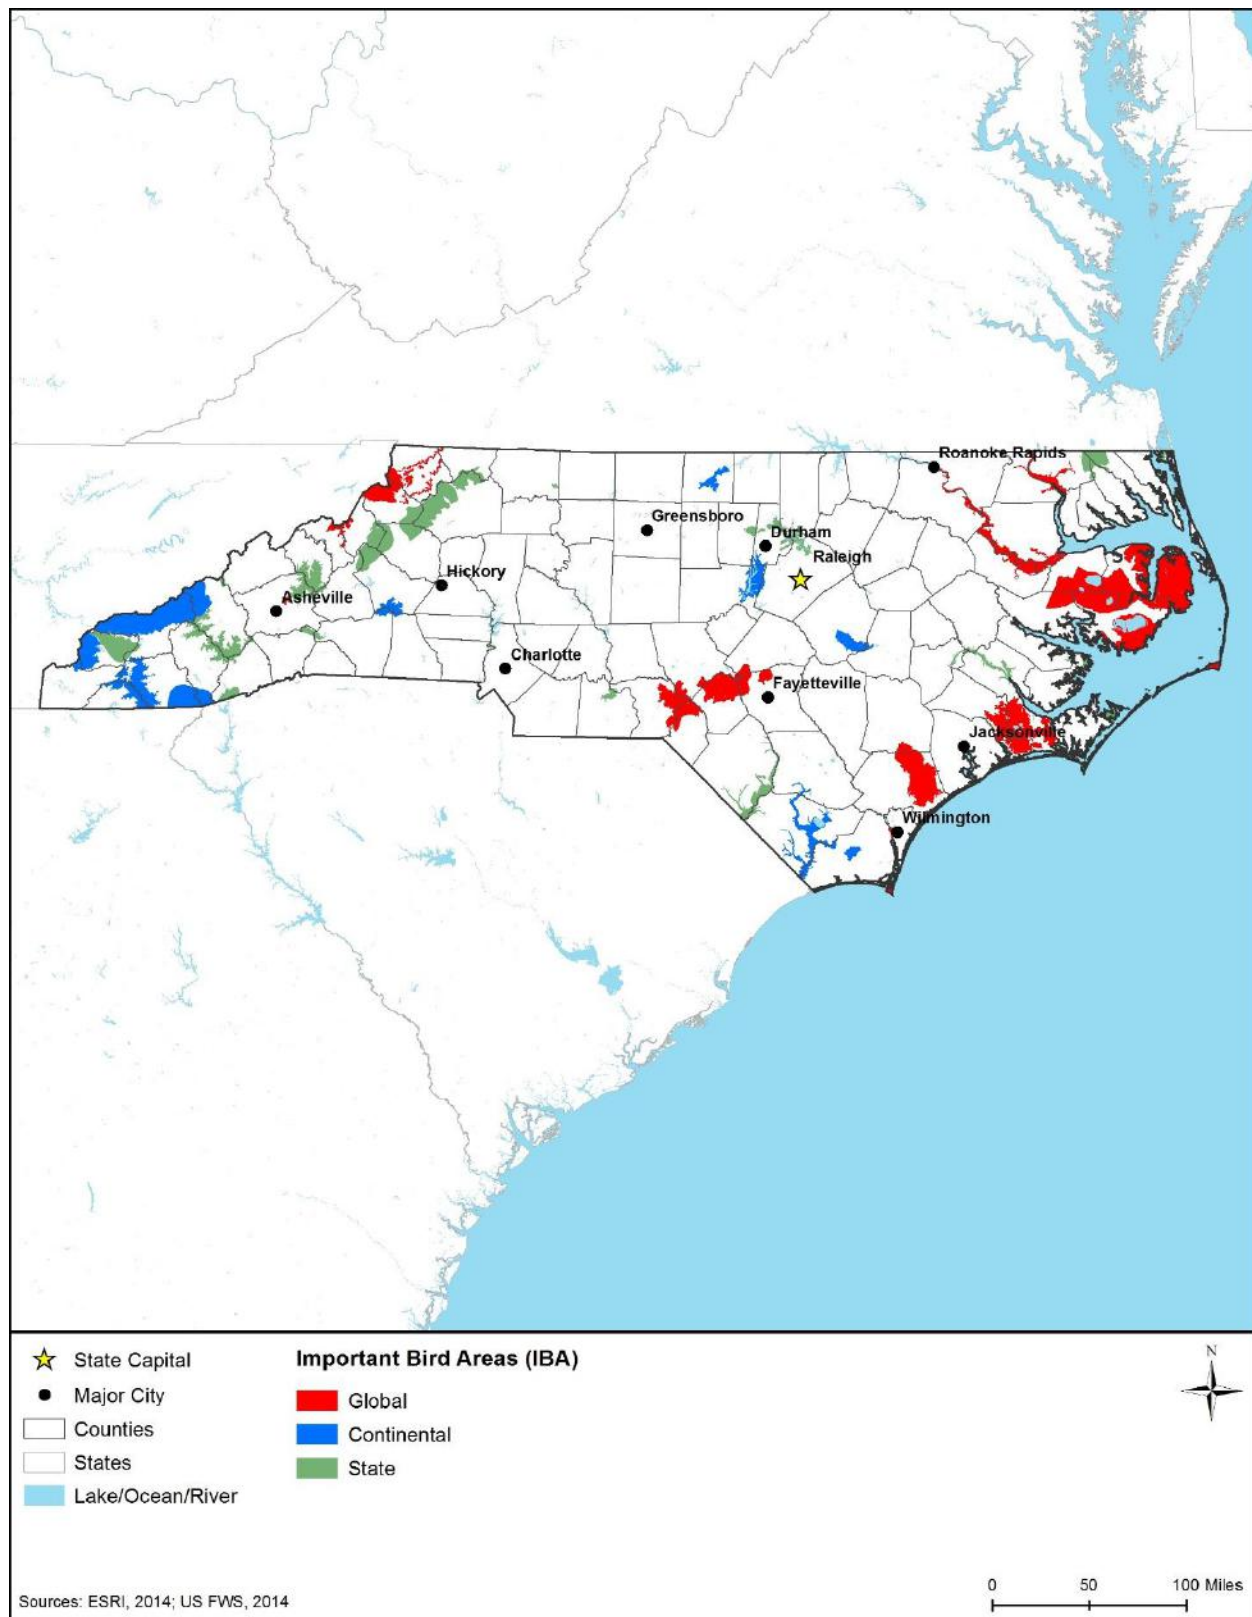 Roanoke Rapids
Greensboro
Durham
Raleigh
Hickory
Asheville
Charlotte
Fayetteville
Jacksonville
Wilmington
State Capital
Major City
Counties
States
Lake/Ocean/River
Important Bird Areas (IBA)
Global
Continental
State
N
0 50 100 Miles
Sources: ESRI, 2014; US FWS, 2014